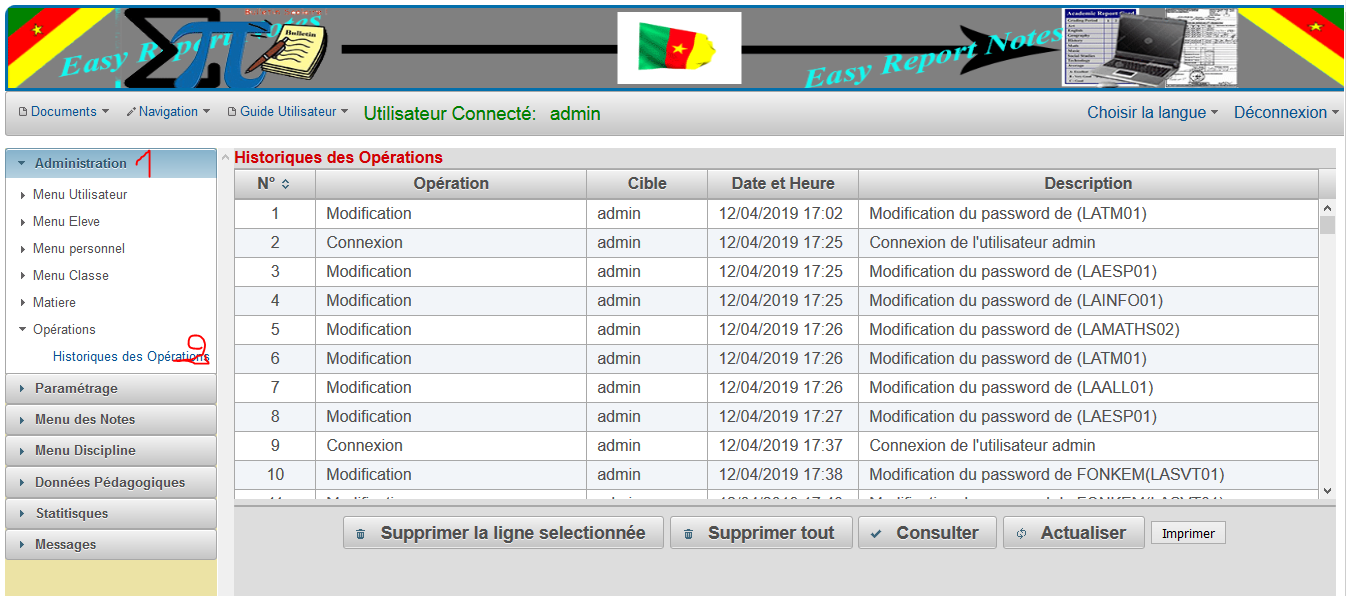 Easy Report Notes
Bulletin
Easy Report Notes
Academic Report Card
Documents Navigation Guide Utilisateur Utilisateur Connecté: admin Choisir la langue Déconnexion
Administration 1
Menu Utilisateur
Menu Eleve
Menu personnel
Menu Classe
Matiere
Opérations
Historiques des Opérations 9
Paramétrage
Menu des Notes
Menu Discipline
Données Pédagogiques
Statitisques
Messages
Historiques des Opérations
N° Opération Cible Date et Heure Description
1 Modification admin 12/04/2019 17:02 Modification du password de (LATM01)
2 Connexion admin 12/04/2019 17:25 Connexion de l'utilisateur admin
3 Modification admin 12/04/2019 17:25 Modification du password de (LAESP01)
4 Modification admin 12/04/2019 17:25 Modification du password de (LAINFO01)
5 Modification admin 12/04/2019 17:26 Modification du password de (LAMATHS02)
6 Modification admin 12/04/2019 17:26 Modification du password de (LATM01)
7 Modification admin 12/04/2019 17:26 Modification du password de (LAALL01)
8 Modification admin 12/04/2019 17:27 Modification du password de (LAESP01)
9 Connexion admin 12/04/2019 17:37 Connexion de l'utilisateur admin
10 Modification admin 12/04/2019 17:38 Modification du password de FONKEM(LASVT01)
Supprimer la ligne selectionnée Supprimer tout Consulter Actualiser Imprimer